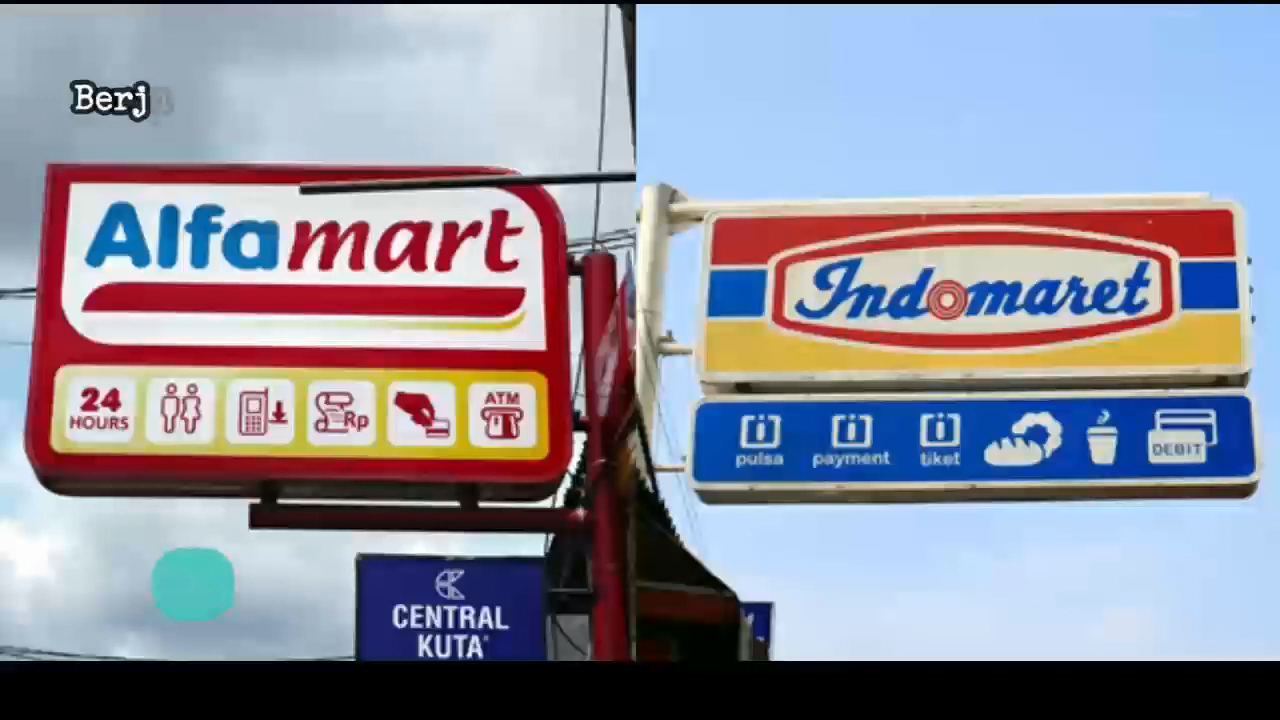 Berj
Alfamart
24
HOURS
Rp
ATM
CENTRAL
KUTA
Indomaret
pulsa
payment
tiket
DEBIT